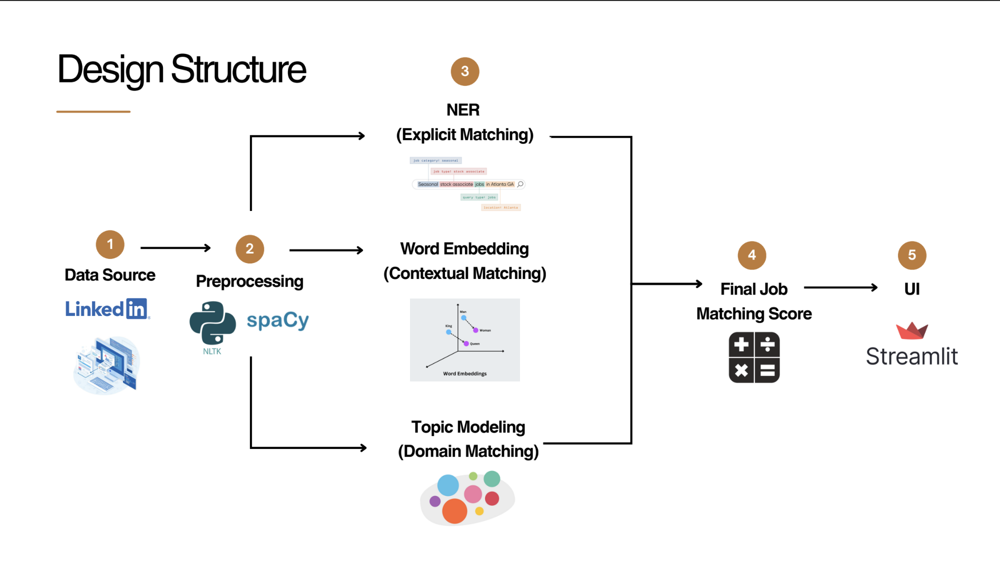 Design Structure
1
Data Source
LinkedIn®
2
Preprocessing
NLTK
spaCy
3
NER
(Explicit Matching)
job category: seasonal
job type: stock associate
Seasonal stock associate jobs in Atlanta GA
query type: jobs
location: Atlanta
Word Embedding
(Contextual Matching)
Man
King
Woman
Queen
Word Embeddings
Topic Modeling
(Domain Matching)
4
Final Job
Matching Score
5
UI
Streamlit